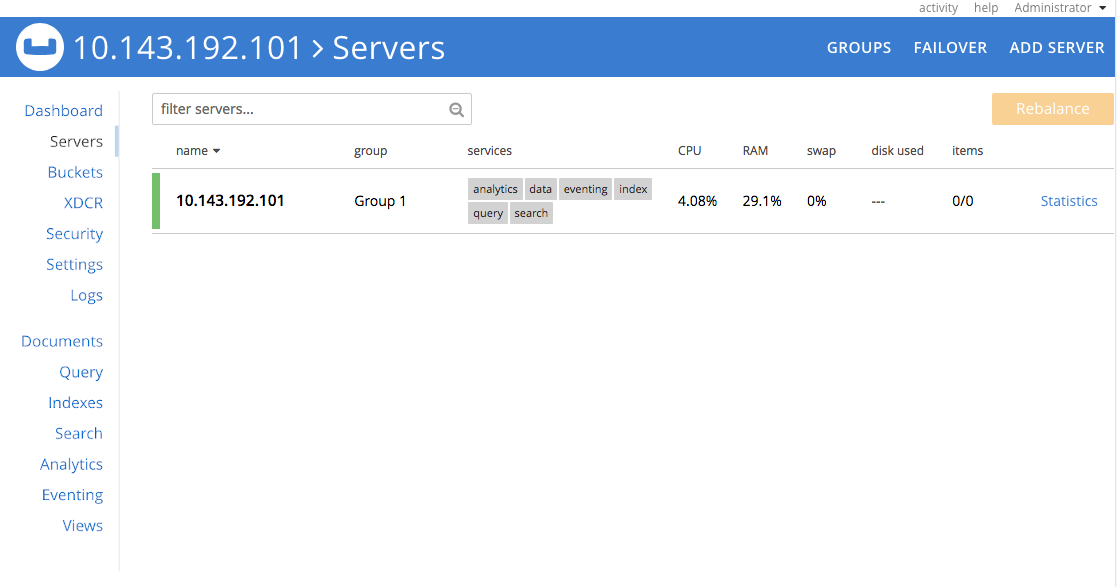 activity help Administrator
10.143.192.101 > Servers GROUPS FAILOVER ADD SERVER
Dashboard
Servers
Buckets
XDCR
Security
Settings
Logs
Documents
Query
Indexes
Search
Analytics
Eventing
Views
filter servers... Rebalance
name group services CPU RAM swap disk used items
10.143.192.101 Group 1 analytics data eventing index 4.08% 29.1% 0% --- 0/0 Statistics
query search